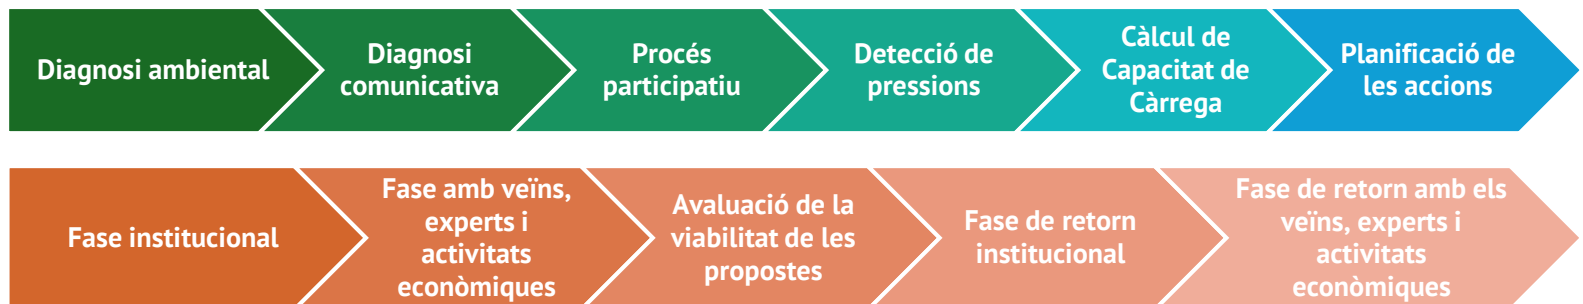 Diagnosi ambiental
Diagnosi
comunicativa
Procés
participatiu
Detecció de
pressions
Càlcul de
Capacitat de
Càrrega
Planificació de
les accions
Fase institucional
Fase amb veïns,
experts i
activitats
econòmiques
Avaluació de la
viabilitat de les
propostes
Fase de retorn
institucional
Fase de retorn amb els
veïns, experts i
activitats
econòmiques